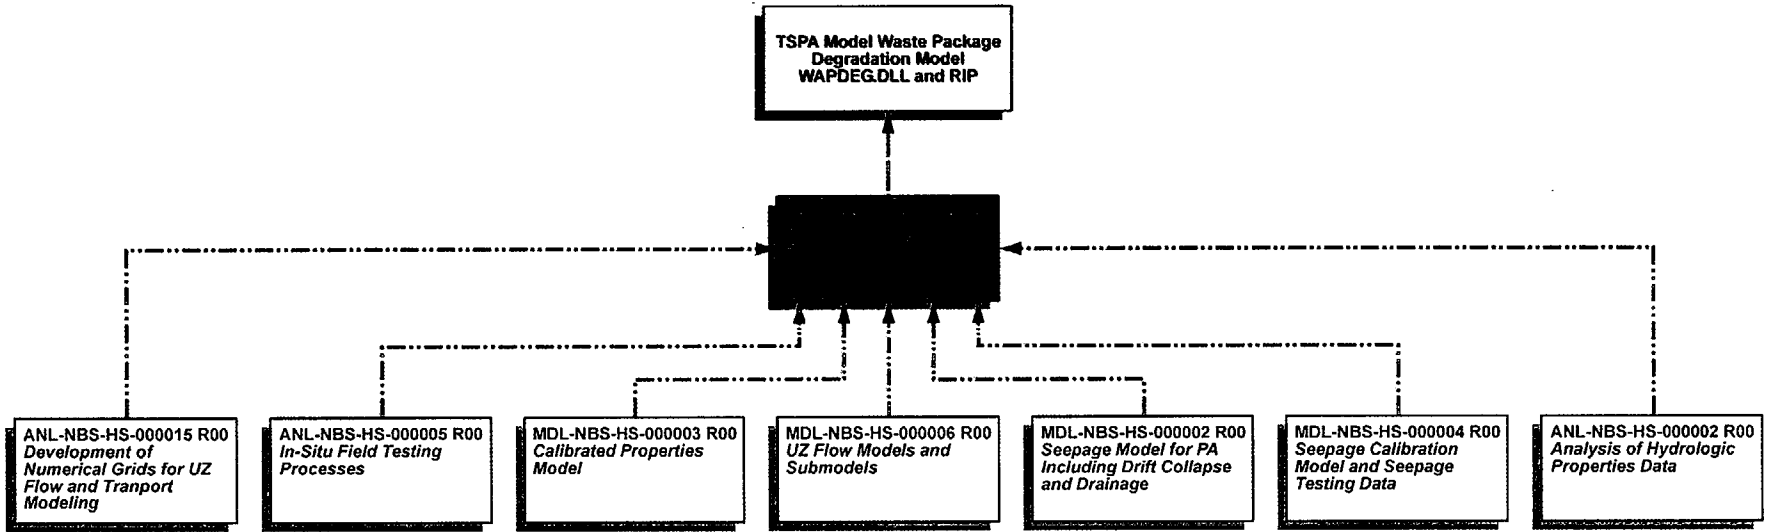 TSPA Model Waste Package
Degradation Model
WAPDEG.DLL and RIP
ANL-NBS-HS-000015 R00
Development of
Numerical Grids for UZ
Flow and Tranport
Modeling
ANL-NBS-HS-000005 R00
In-Situ Field Testing
Processes
MDL-NBS-HS-000003 R00
Calibrated Properties
Model
MDL-NBS-HS-000006 R00
UZ Flow Models and
Submodels
MDL-NBS-HS-000002 R00
Seepage Model for PA
Including Drift Collapse
and Drainage
MDL-NBS-HS-000004 R00
Seepage Calibration
Model and Seepage
Testing Data
ANL-NBS-HS-000002 R00
Analysis of Hydrologic
Properties Data